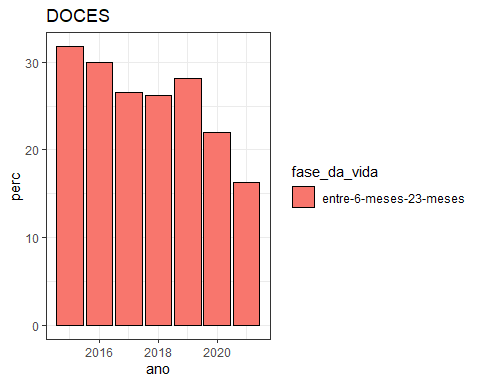 DOCES
30
20
10
0
perc
2016
2018
2020
ano
fase_da_vida
entre-6-meses-23-meses